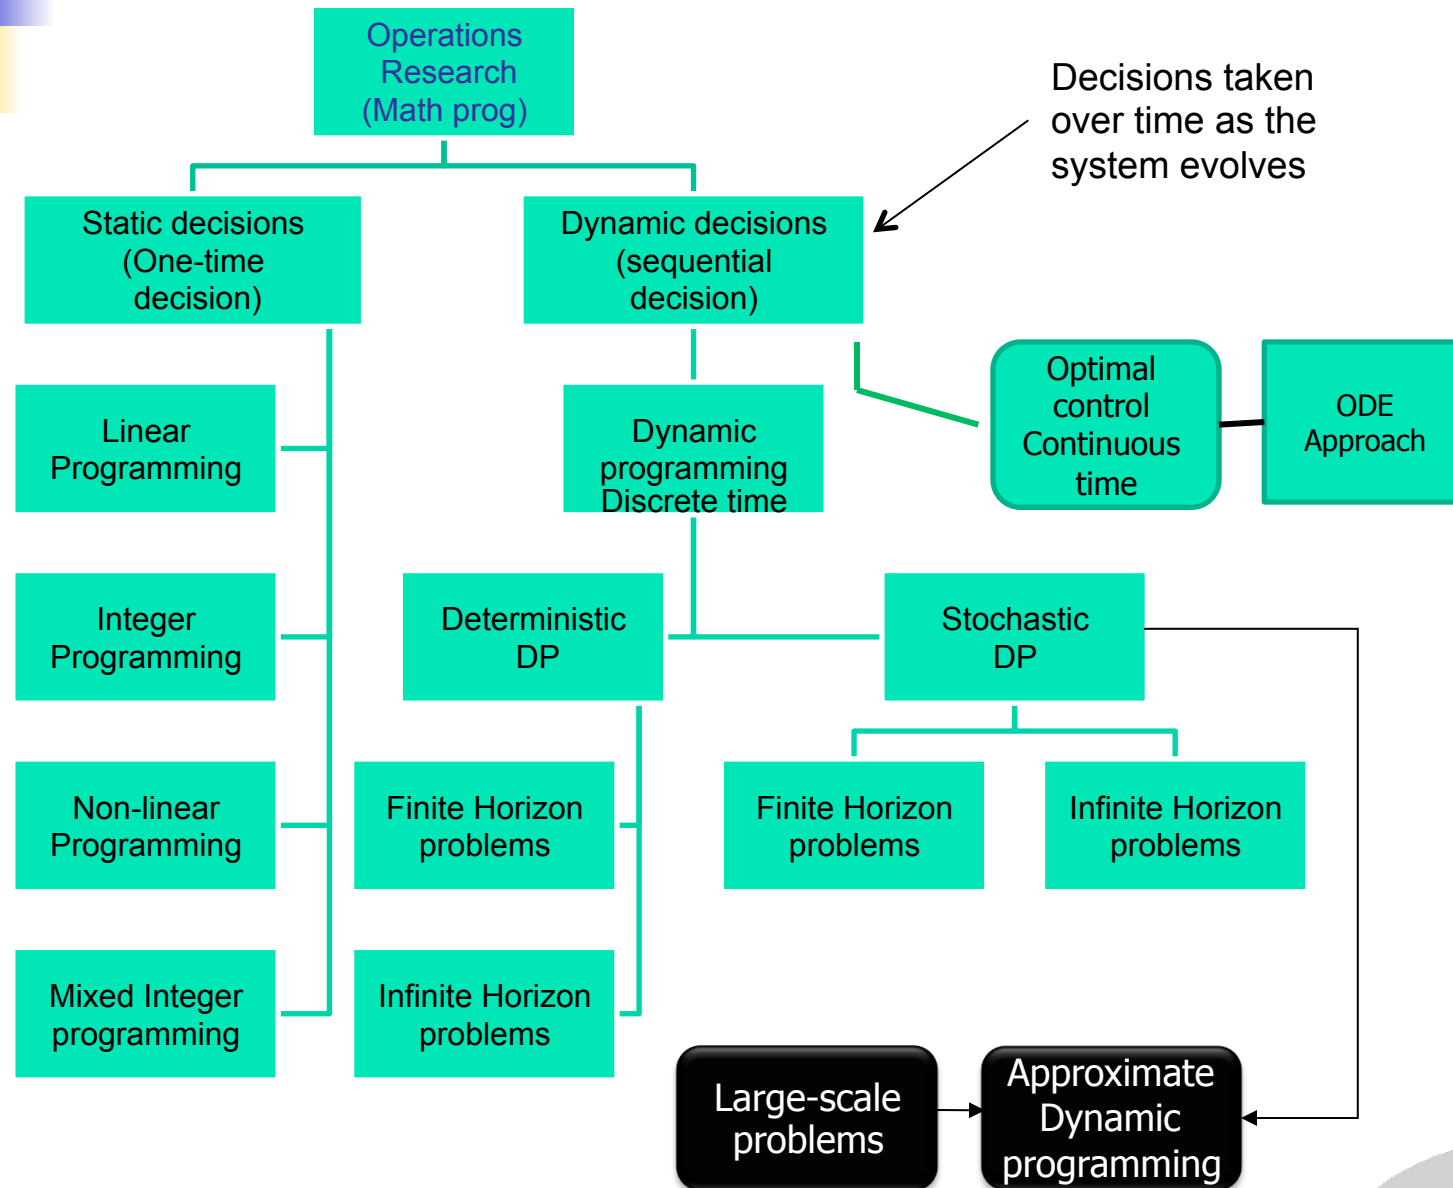 Operations
Research
(Math prog)
Decisions taken
over time as the
system evolves
Static decisions
(One-time
decision)
Dynamic decisions
(sequential
decision)
Optimal
control
Continuous
time
ODE
Approach
Linear
Programming
Dynamic
programming
Discrete time
Integer
Programming
Deterministic
DP
Stochastic
DP
Non-linear
Programming
Finite Horizon
problems
Finite Horizon
problems
Infinite Horizon
problems
Mixed Integer
programming
Infinite Horizon
problems
Large-scale
problems
Approximate
Dynamic
programming